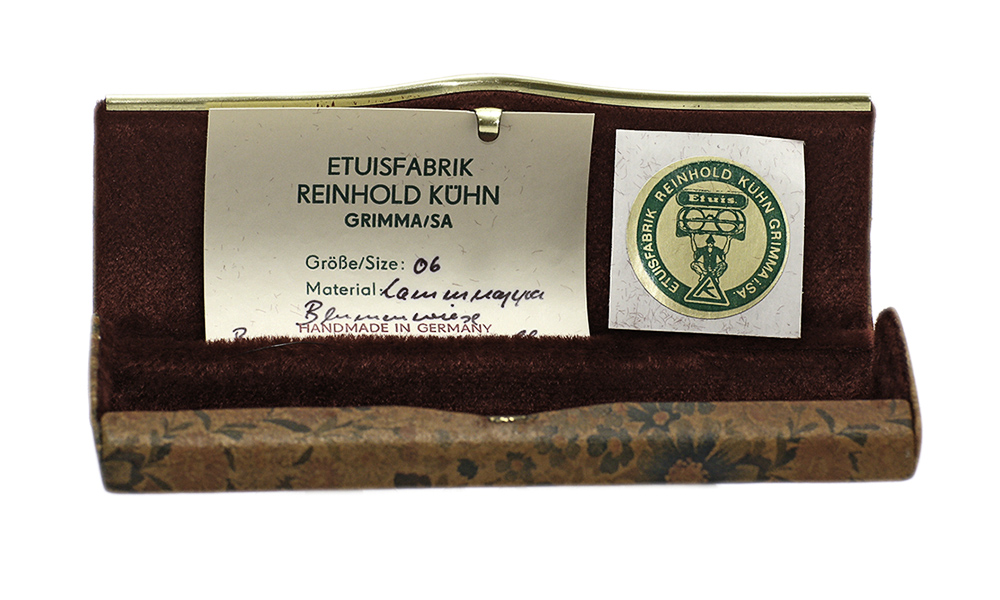 ETUISFABRIK
REINHOLD KÜHN
GRIMMA/SA
Größe/Size: 06
Material: Lammnappa
Blumenwiese
HANDMADE IN GERMANY
ETUISFABRIK REINHOLD KÜHN GRIMMA i. SA.
Etuis